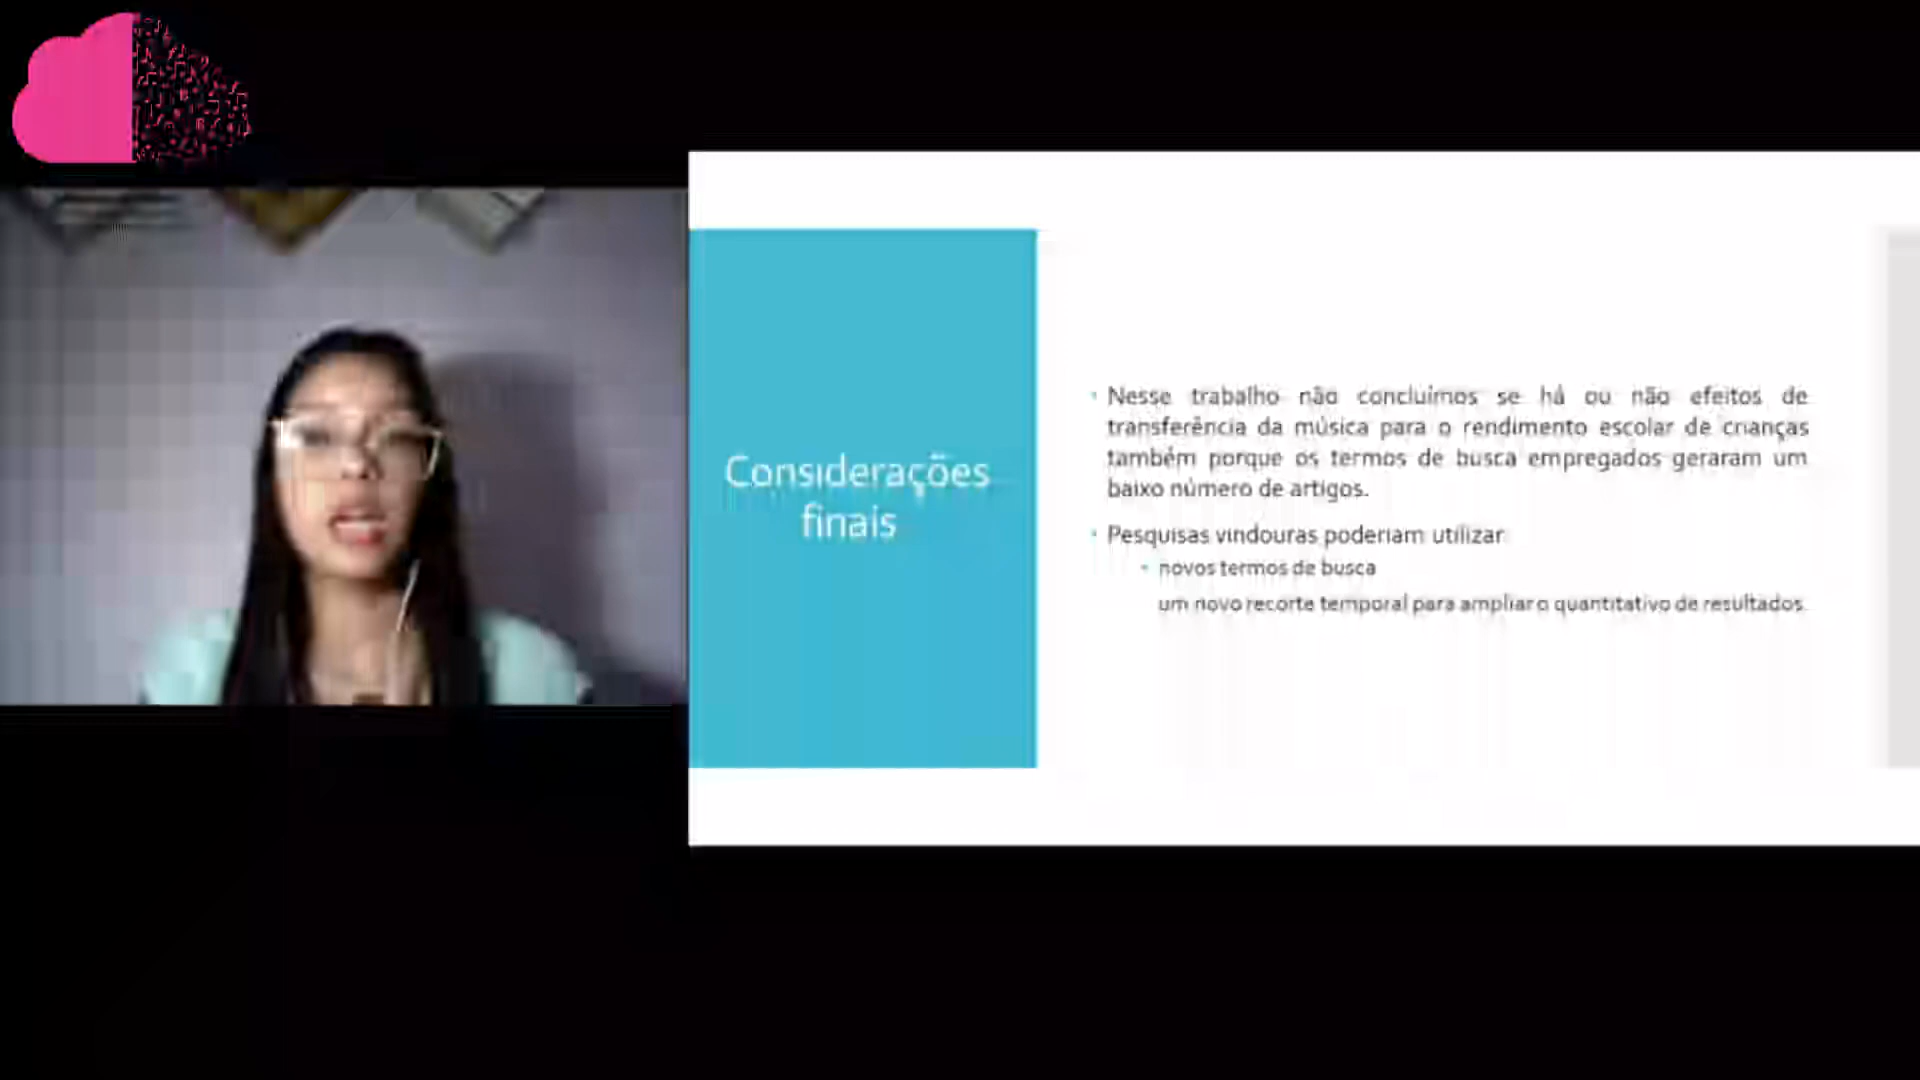 Considerações
finais
Nesse trabalho não concluímos se há ou não efeitos de
transferência da música para o rendimento escolar de crianças
também porque os termos de busca empregados geraram um
baixo número de artigos.
Pesquisas vindouras poderiam utilizar
novos termos de busca
um novo recorte temporal para ampliar o quantitativo de resultados.